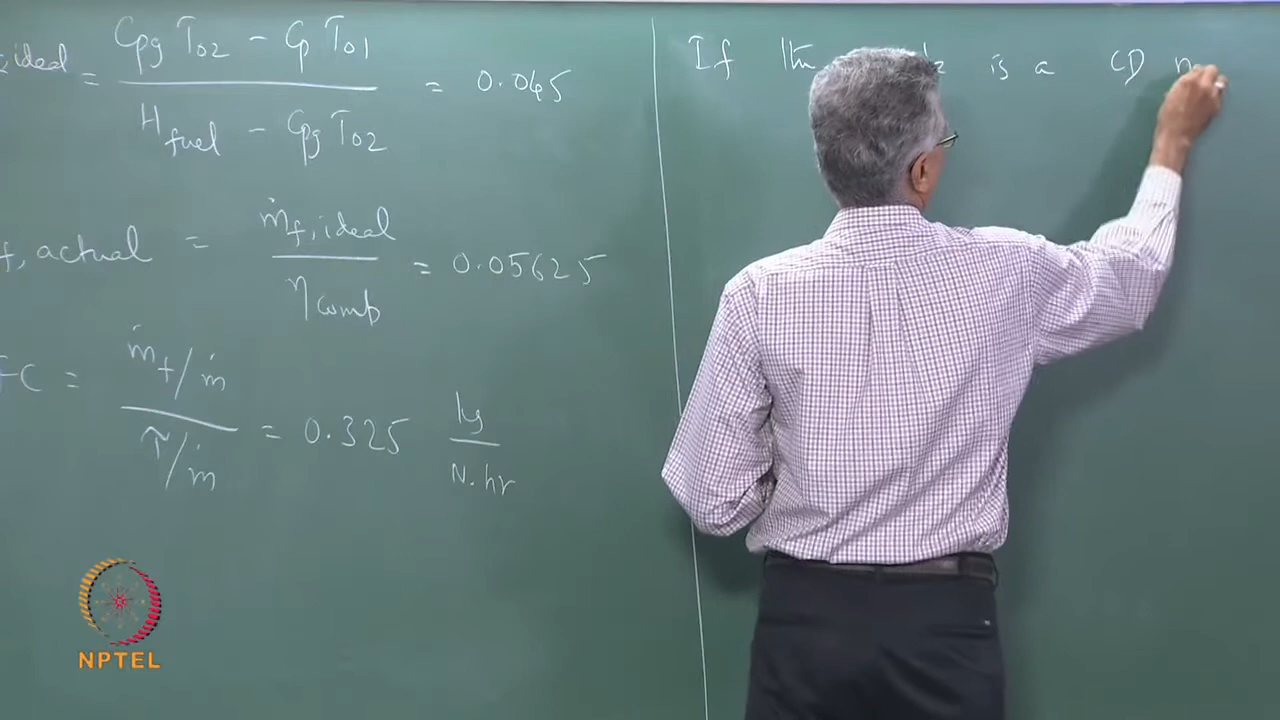 ideal = Cpg T02 - Cp T01 / Hfuel - Cpg T02 = 0.045
f, actual = ṁf, ideal / ηcomb = 0.05625
FC = ṁf/ṁ / τ/ṁ = 0.325 kg / N.hr
If the is a CD
NPTEL